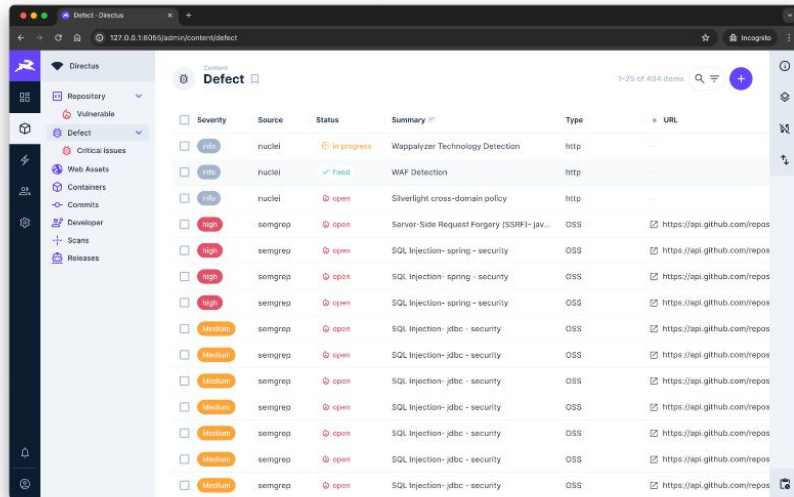 Defect · Directus
127.0.0.1:8055/admin/content/defect
Incognito
Directus
Repository
Vulnerable
Defect
Critical issues
Web Assets
Containers
Commits
Developer
Scans
Releases
Content
Defect
1-25 of 494 items
Severity Source Status Summary Type URL
info nuclei in progress Wappalyzer Technology Detection http --
info nuclei fixed WAF Detection http --
info nuclei open Silverlight cross-domain policy http --
high semgrep open Server-Side Request Forgery (SSRF)- jav... OSS https://api.github.com/repos
high semgrep open SQL Injection- spring - security OSS https://api.github.com/repos
high semgrep open SQL Injection- spring - security OSS https://api.github.com/repos
high semgrep open SQL Injection- spring - security OSS https://api.github.com/repos
Medium semgrep open SQL Injection- jdbc - security OSS https://api.github.com/repos
Medium semgrep open SQL Injection- jdbc - security OSS https://api.github.com/repos
Medium semgrep open SQL Injection- jdbc - security OSS https://api.github.com/repos
Medium semgrep open SQL Injection- jdbc - security OSS https://api.github.com/repos
Medium semgrep open SQL Injection- jdbc - security OSS https://api.github.com/repos
Medium semgrep open SQL Injection- jdbc - security OSS https://api.github.com/repos
Medium semgrep open SQL Injection- jdbc - security OSS https://api.github.com/repos